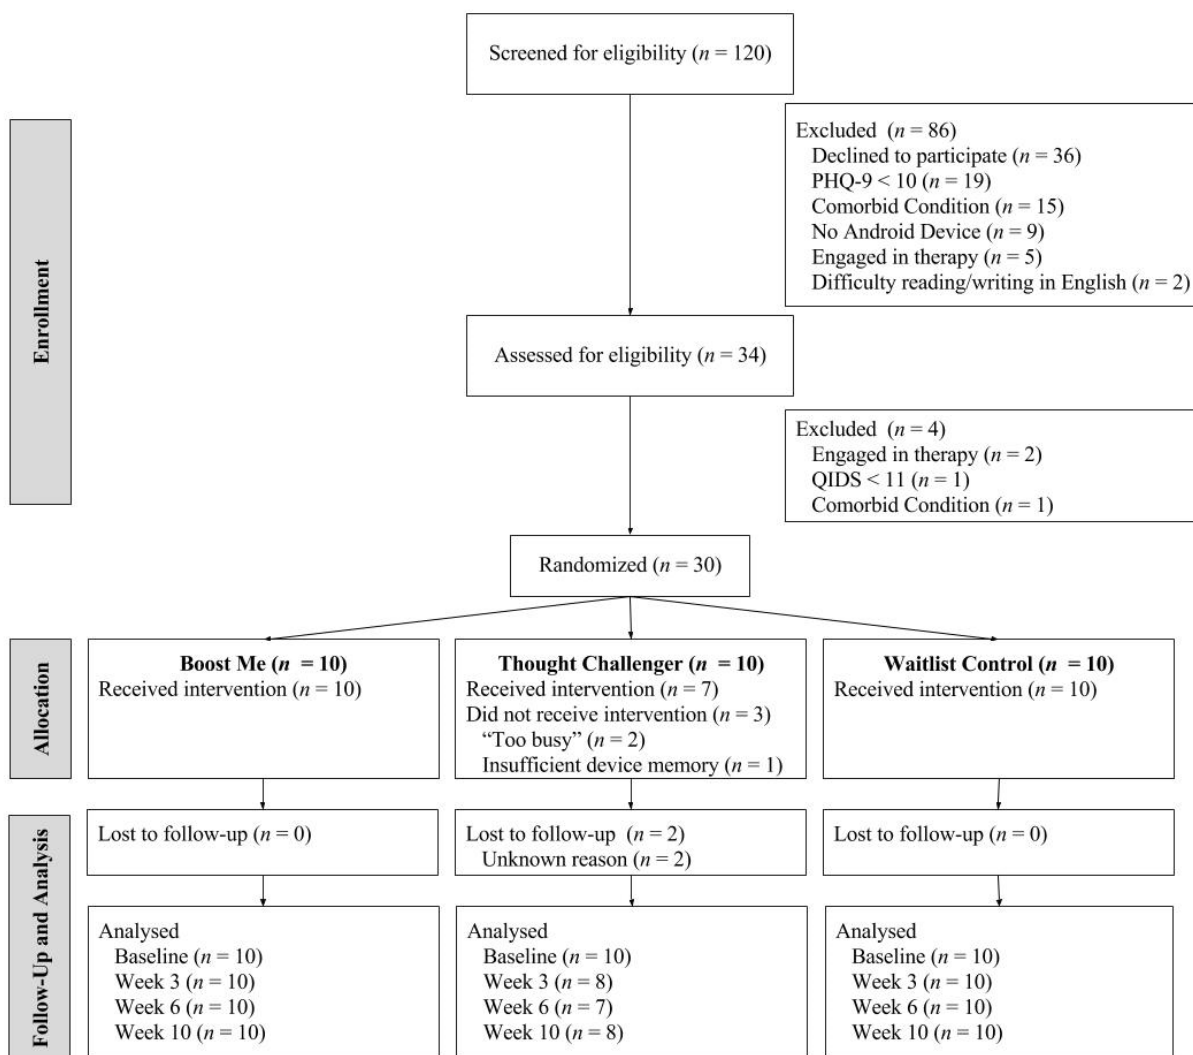 Screened for eligibility (n = 120)
Enrollment
Excluded (n = 86)
Declined to participate (n = 36)
PHQ-9 < 10 (n = 19)
Comorbid Condition (n = 15)
No Android Device (n = 9)
Engaged in therapy (n = 5)
Difficulty reading/writing in English (n = 2)
Assessed for eligibility (n = 34)
Excluded (n = 4)
Engaged in therapy (n = 2)
QIDS < 11 (n = 1)
Comorbid Condition (n = 1)
Randomized (n = 30)
Allocation
Boost Me (n = 10)
Received intervention (n = 10)
Thought Challenger (n = 10)
Received intervention (n = 7)
Did not receive intervention (n = 3)
“Too busy” (n = 2)
Insufficient device memory (n = 1)
Waitlist Control (n = 10)
Received intervention (n = 10)
Follow-Up and Analysis
Lost to follow-up (n = 0)
Lost to follow-up (n = 2)
Unknown reason (n = 2)
Lost to follow-up (n = 0)
Analysed
Baseline (n = 10)
Week 3 (n = 10)
Week 6 (n = 10)
Week 10 (n = 10)
Analysed
Baseline (n = 10)
Week 3 (n = 8)
Week 6 (n = 7)
Week 10 (n = 8)
Analysed
Baseline (n = 10)
Week 3 (n = 10)
Week 6 (n = 10)
Week 10 (n = 10)